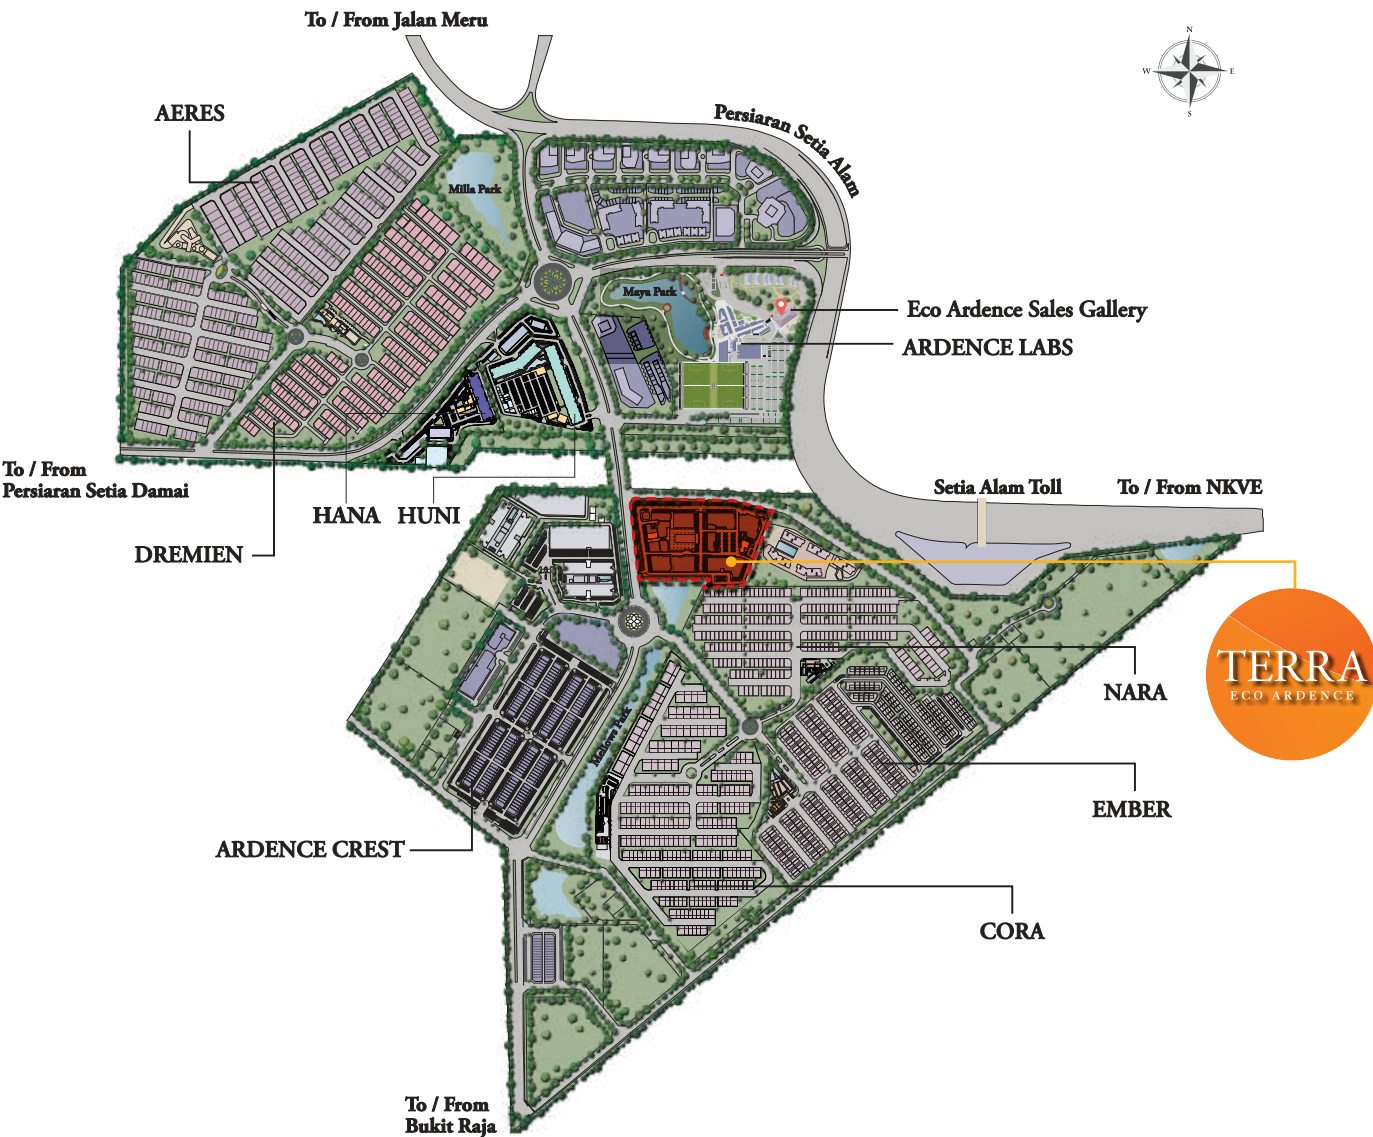 To / From Jalan Meru
N
W
E
S
AERES
Persiaran Setia Alam
Milla Park
Maya Park
Eco Ardence Sales Gallery
ARDENCE LABS
To / From
Persiaran Setia Damai
HANA
HUNI
DREMIEN
Setia Alam Toll
To / From NKVE
TERRA
ECO ARDENCE
NARA
Mellowa Park
EMBER
ARDENCE CREST
CORA
To / From
Bukit Raja